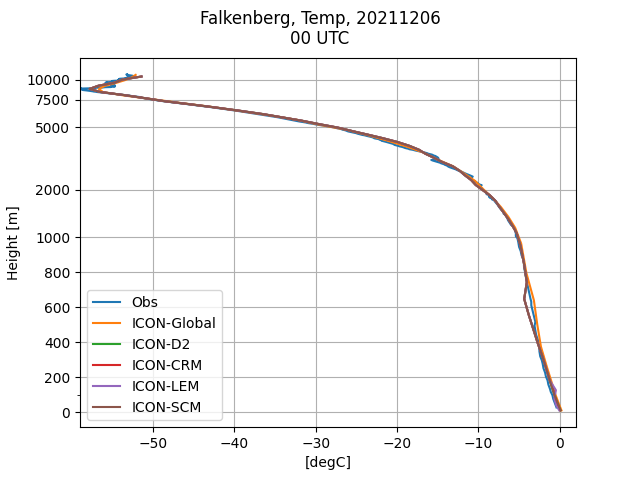 Falkenberg, Temp, 20211206
00 UTC
Height [m]
10000
7500
5000
2000
1000
800
600
400
200
0
Obs
ICON-Global
ICON-D2
ICON-CRM
ICON-LEM
ICON-SCM
−50
−40
−30
−20
−10
0
[degC]